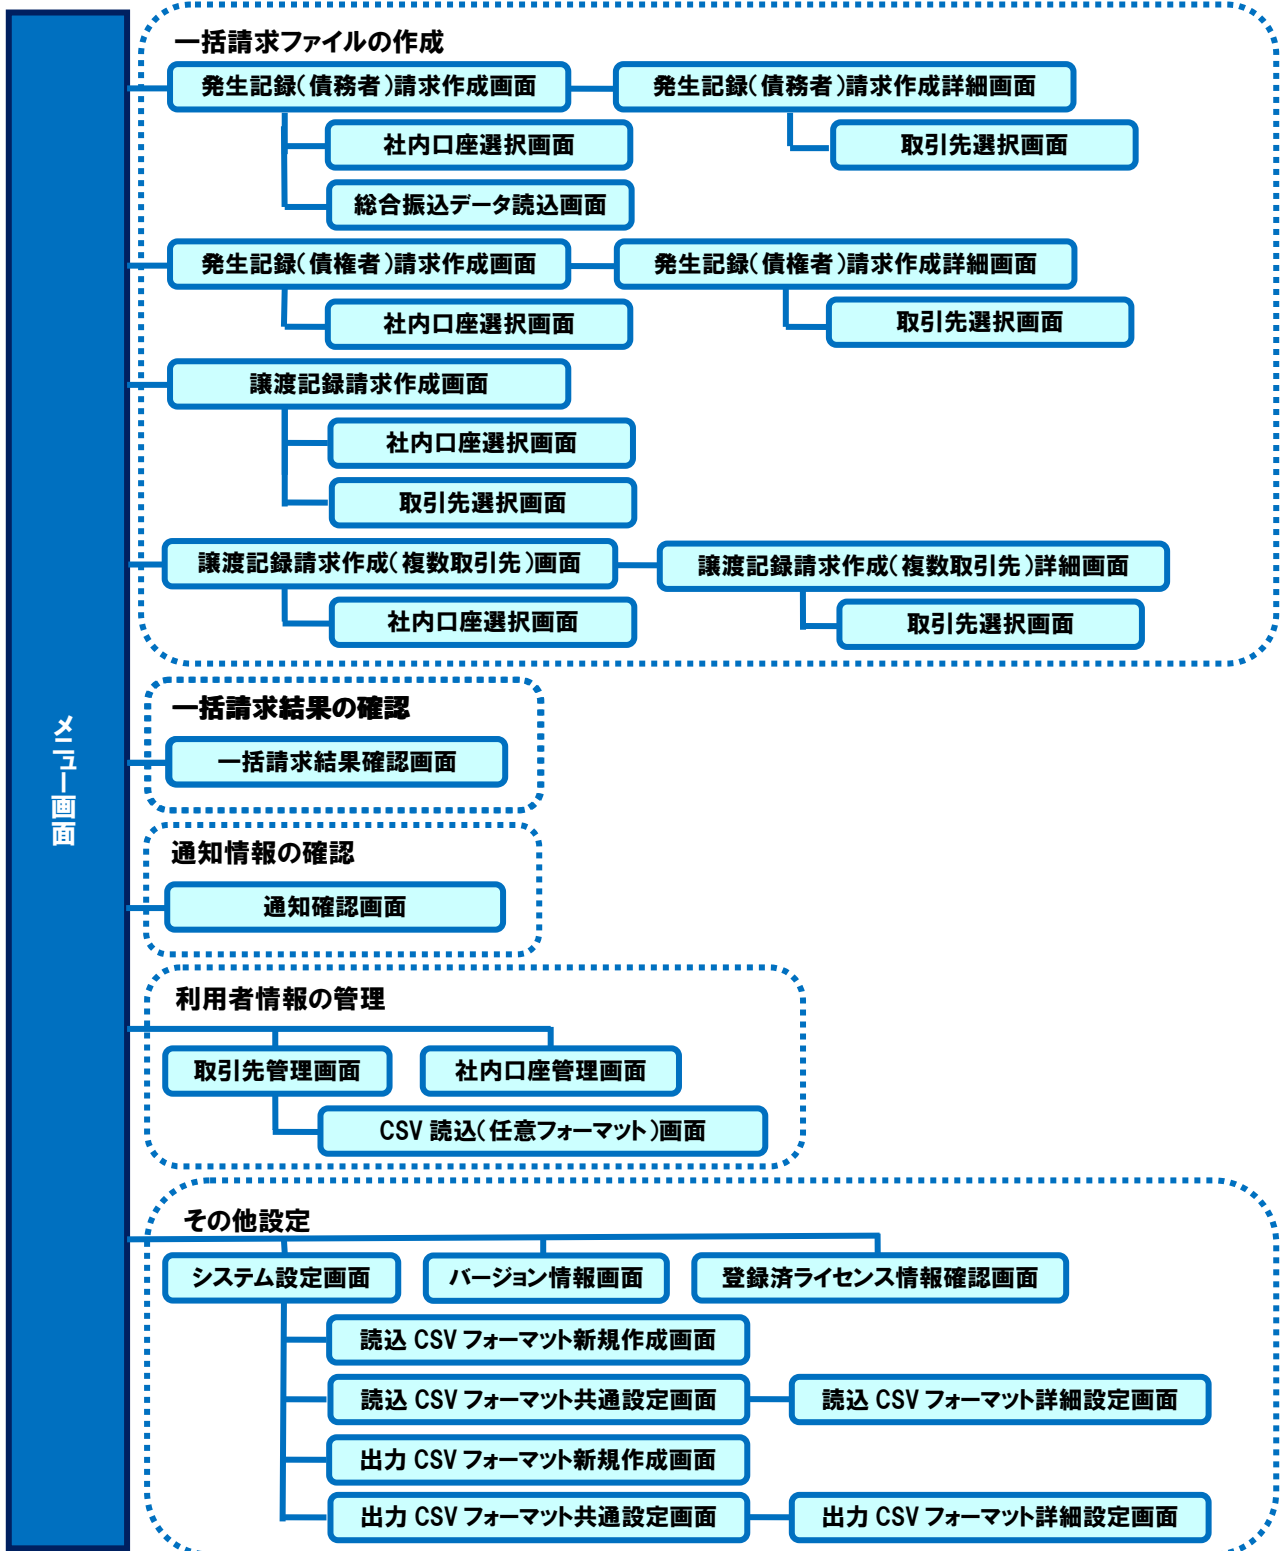 メニュー画面
一括請求ファイルの作成
発生記録（債務者）請求作成画面
発生記録（債務者）請求作成詳細画面
社内口座選択画面
取引先選択画面
総合振込データ読込画面
発生記録（債権者）請求作成画面
発生記録（債権者）請求作成詳細画面
社内口座選択画面
取引先選択画面
譲渡記録請求作成画面
社内口座選択画面
取引先選択画面
譲渡記録請求作成（複数取引先）画面
譲渡記録請求作成（複数取引先）詳細画面
社内口座選択画面
取引先選択画面
一括請求結果の確認
一括請求結果確認画面
通知情報の確認
通知確認画面
利用者情報の管理
取引先管理画面
社内口座管理画面
CSV 読込（任意フォーマット）画面
その他設定
システム設定画面
バージョン情報画面
登録済ライセンス情報確認画面
読込 CSV フォーマット新規作成画面
読込 CSV フォーマット共通設定画面
読込 CSV フォーマット詳細設定画面
出力 CSV フォーマット新規作成画面
出力 CSV フォーマット共通設定画面
出力 CSV フォーマット詳細設定画面